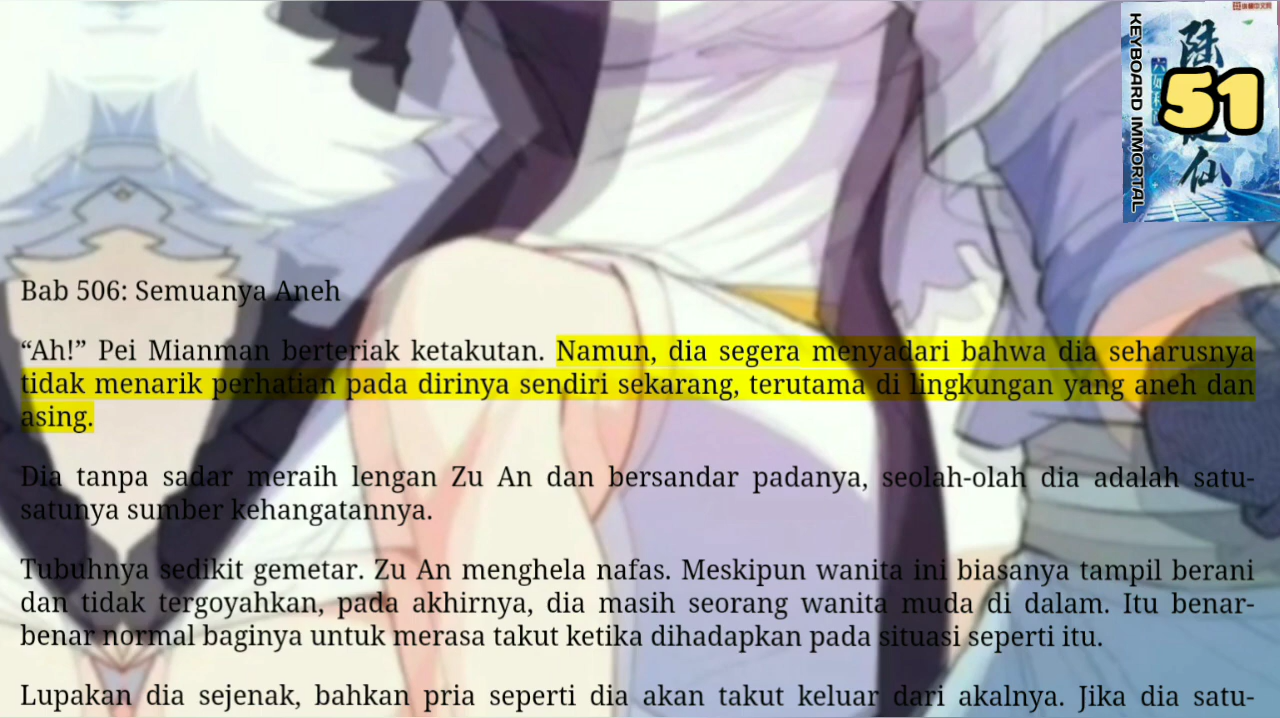 KEYBOARD IMMORTAL
陆
仙
51
Bab 506: Semuanya Aneh
“Ah!” Pei Mianman berteriak ketakutan. Namun, dia segera menyadari bahwa dia seharusnya
tidak menarik perhatian pada dirinya sendiri sekarang, terutama di lingkungan yang aneh dan
asing.
Dia tanpa sadar meraih lengan Zu An dan bersandar padanya, seolah-olah dia adalah satu-
satunya sumber kehangatannya.
Tubuhnya sedikit gemetar. Zu An menghela nafas. Meskipun wanita ini biasanya tampil berani
dan tidak tergoyahkan, pada akhirnya, dia masih seorang wanita muda di dalam. Itu benar-
benar normal baginya untuk merasa takut ketika dihadapkan pada situasi seperti itu.
Lupakan dia sejenak, bahkan pria seperti dia akan takut keluar dari akalnya. Jika dia satu-